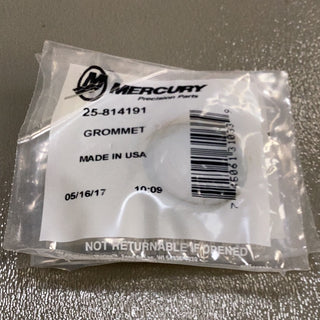 MERCURY
Precision Parts
25-814191
GROMMET
MADE IN USA
05/16/17 10:09
NOT RETURNABLE IF OPENED